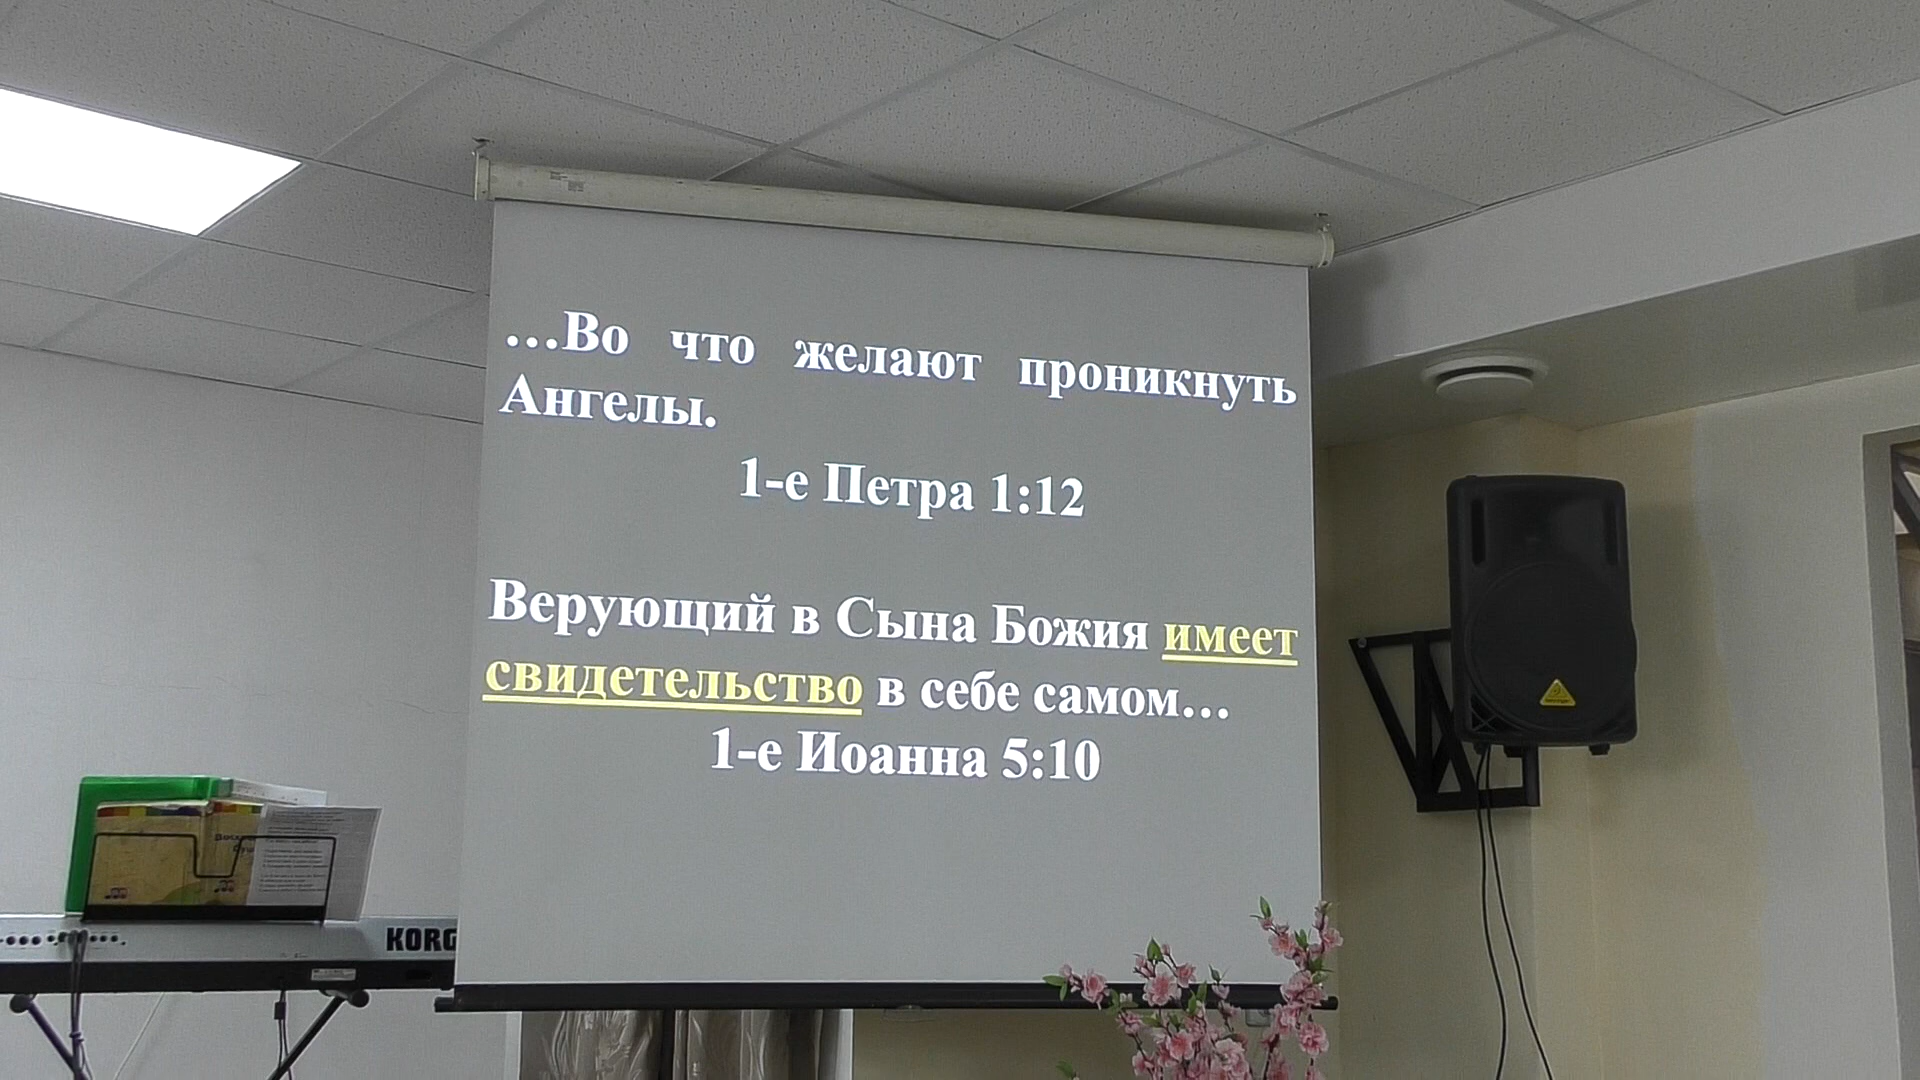 …Во что желают проникнуть
Ангелы.
1-е Петра 1:12
Верующий в Сына Божия имеет
свидетельство в себе самом…
1-е Иоанна 5:10
KORG